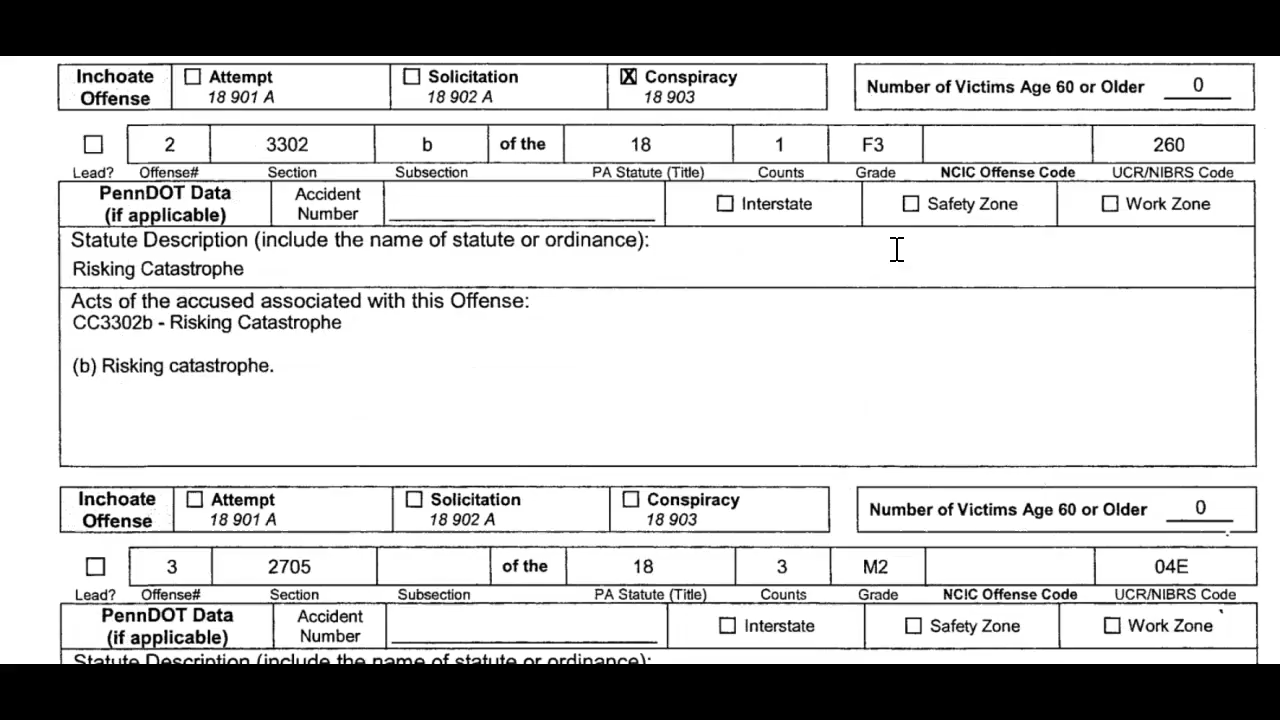 Inchoate Offense ☐ Attempt 18 901 A ☐ Solicitation 18 902 A ☒ Conspiracy 18 903 Number of Victims Age 60 or Older 0
☐ 2 3302 b of the 18 1 F3 260
Lead? Offense# Section Subsection PA Statute (Title) Counts Grade NCIC Offense Code UCR/NIBRS Code
PennDOT Data (if applicable) Accident Number ☐ Interstate ☐ Safety Zone ☐ Work Zone
Statute Description (include the name of statute or ordinance):
Risking Catastrophe
Acts of the accused associated with this Offense:
CC3302b - Risking Catastrophe
(b) Risking catastrophe.
Inchoate Offense ☐ Attempt 18 901 A ☐ Solicitation 18 902 A ☐ Conspiracy 18 903 Number of Victims Age 60 or Older 0
☐ 3 2705 of the 18 3 M2 04E
Lead? Offense# Section Subsection PA Statute (Title) Counts Grade NCIC Offense Code UCR/NIBRS Code
PennDOT Data (if applicable) Accident Number ☐ Interstate ☐ Safety Zone ☐ Work Zone
Statute Description (include the name of statute or ordinance):